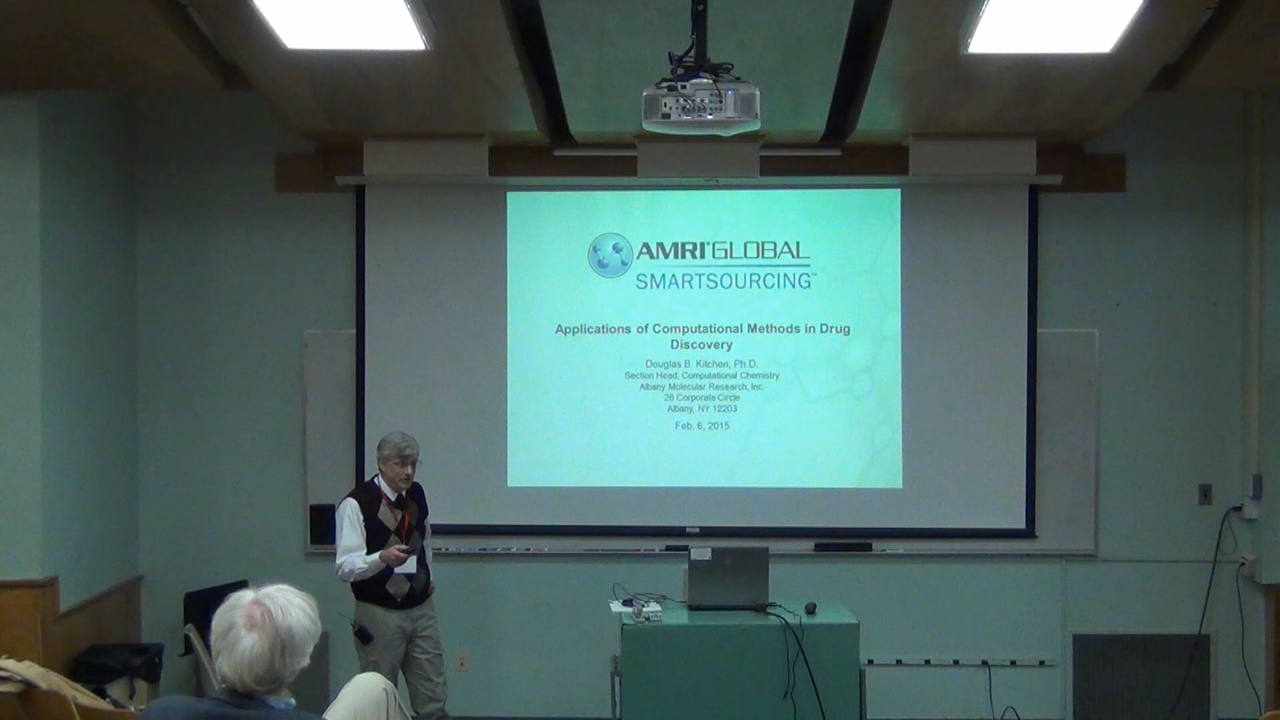 AMRI GLOBAL
SMARTSOURCING™
Applications of Computational Methods in Drug
Discovery
Douglas B. Kitchen, Ph.D.
Section Head, Computational Chemistry
Albany Molecular Research, Inc.
26 Corporate Circle
Albany, NY 12203
Feb. 6, 2015